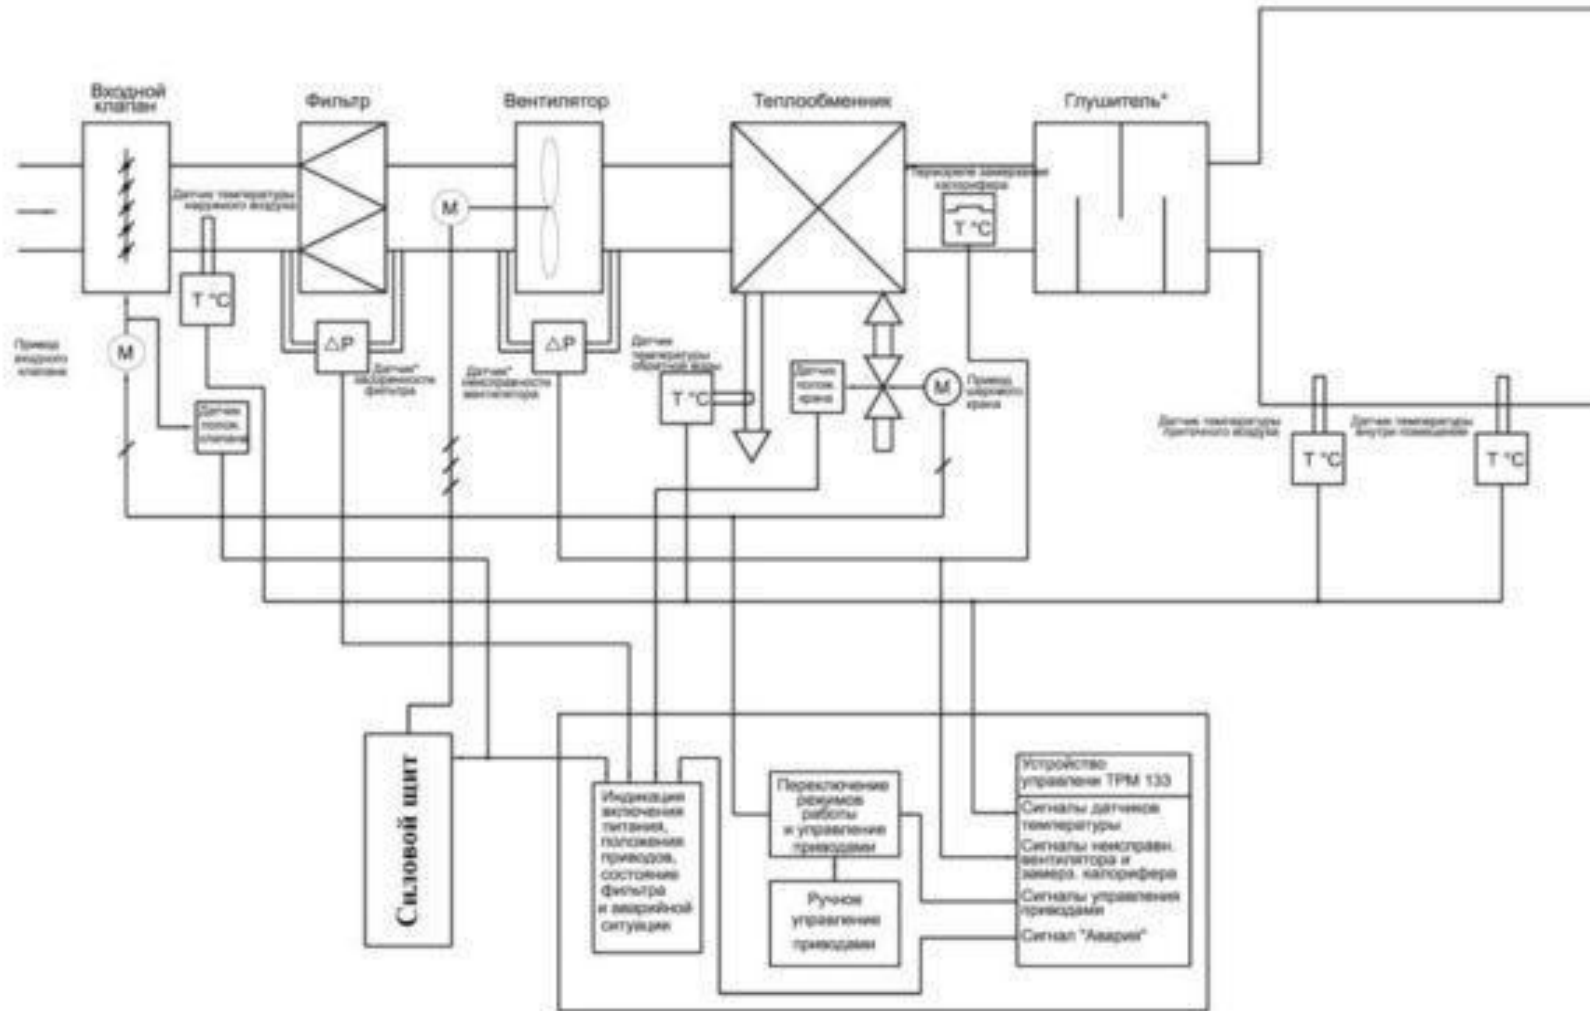 Входной
клапан
Фильтр
Вентилятор
Теплообменник
Глушитель*
Датчик температуры
наружного воздуха
Термореле замерзания
калорифера
M
T °C
T °C
Привод
входного
клапана
M
△P
△P
Датчик*
засоренности
фильтра
Датчик*
неисправности
вентилятора
Датчик
температуры
обратной воды
T °C
Датчик
полож.
крана
M
Привод
шарового
крана
Датчик
полож.
клапана
Датчик температуры
приточного воздуха
Датчик температуры
внутри помещения
T °C
T °C
Силовой щит
Индикация
включения
питания,
положения
приводов,
состояние
фильтра
и аварийной
ситуации
Переключение
режимов
работы
и управление
приводами
Ручное
управление
приводами
Устройство
управлени ТРМ 133
Сигналы датчиков
температуры
Сигналы неисправн.
вентилятора и
замерз. калорифера
Сигналы управления
приводами
Сигнал "Авария"